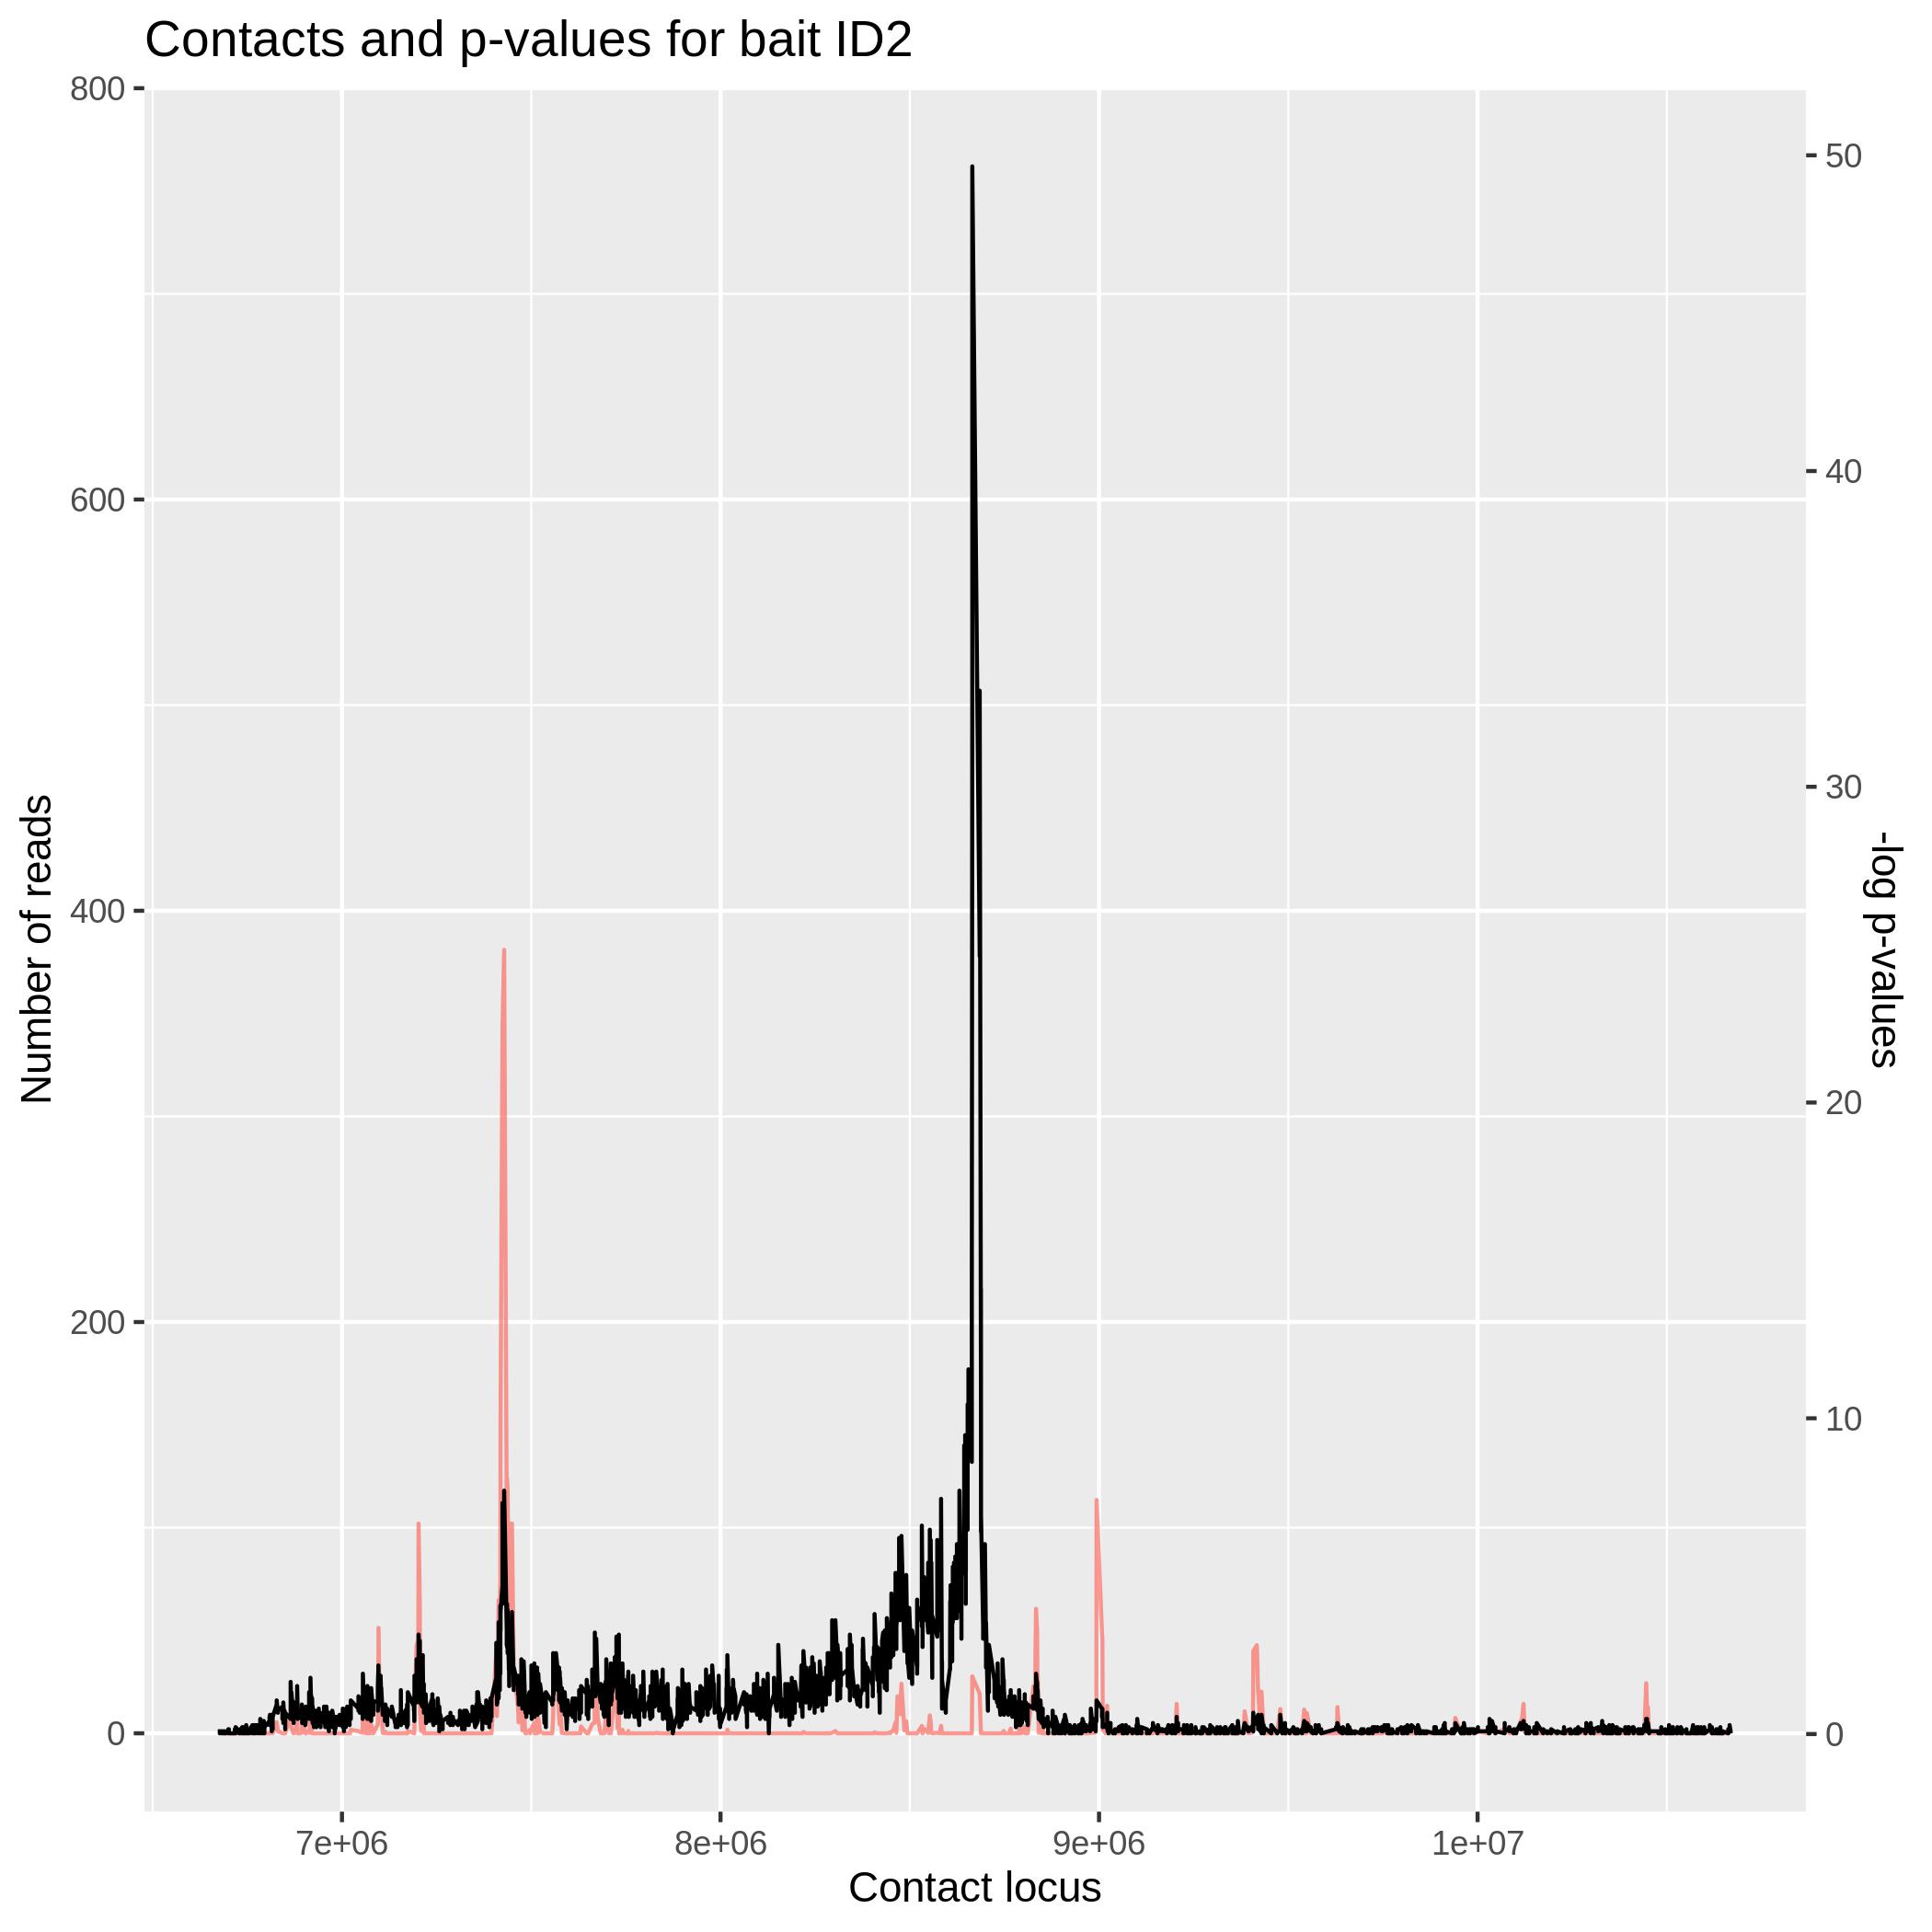 Contacts and p-values for bait ID2
800
600
400
200
0
Number of reads
50
40
30
20
10
0
-log p-values
7e+06
8e+06
9e+06
1e+07
Contact locus